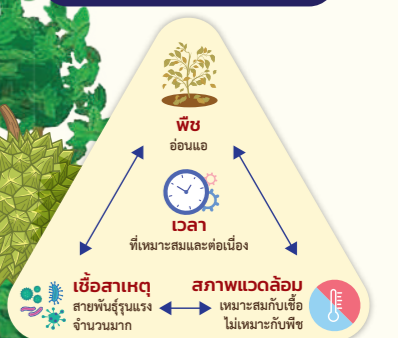 พืช
อ่อนแอ
เวลา
ที่เหมาะสมและต่อเนื่อง
เชื้อสาเหตุ
สายพันธุ์รุนแรง
จำนวนมาก
สภาพแวดล้อม
เหมาะสมกับเชื้อ
ไม่เหมาะกับพืช